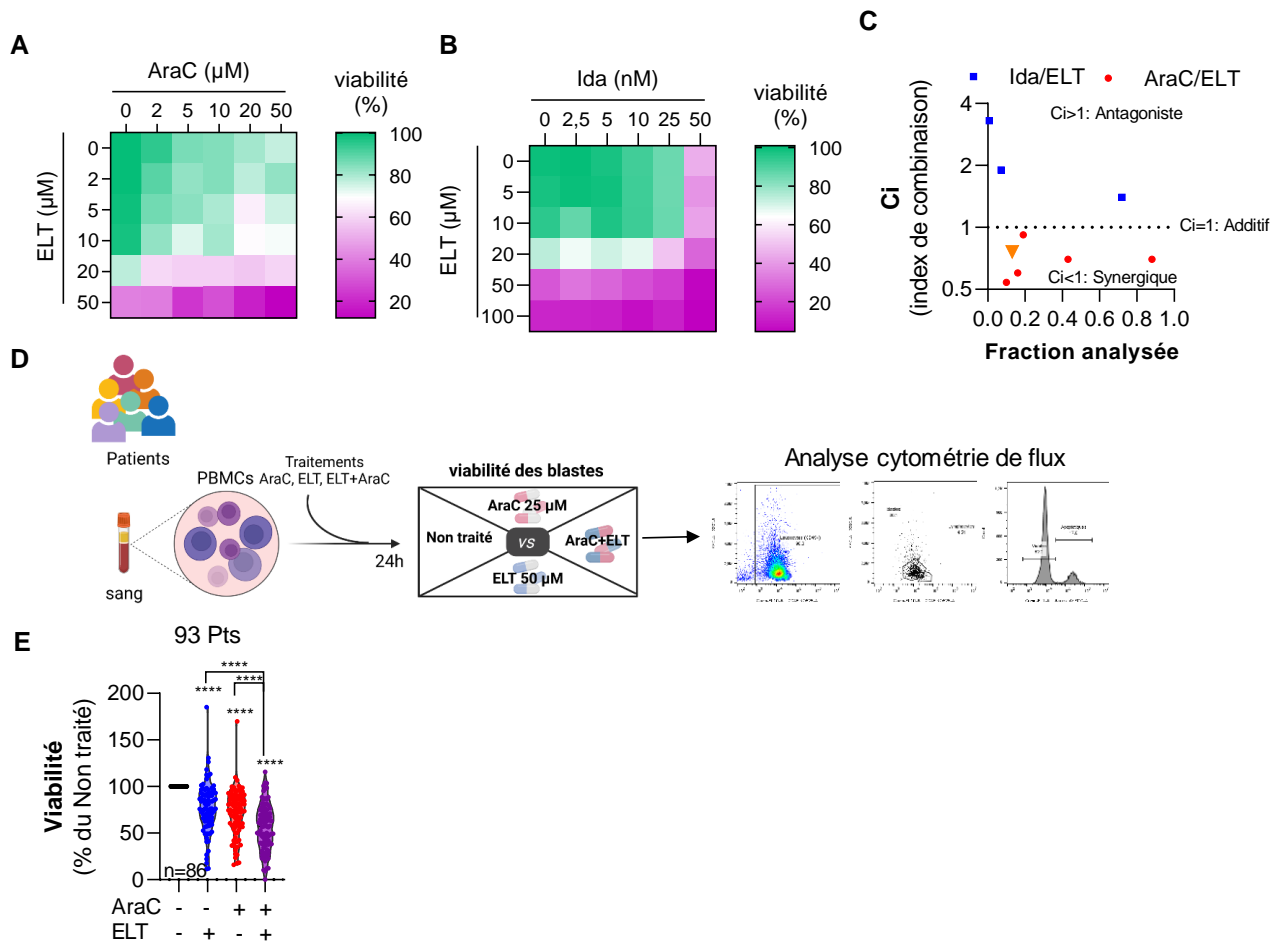 A
AraC (µM)
0 2 5 10 20 50
ELT (µM)
0
2
5
10
20
50
viabilité
(%)
100
80
60
40
20
B
Ida (nM)
0 2,5 5 10 25 50
ELT (µM)
0
5
10
20
50
100
viabilité
(%)
100
80
60
40
20
C
Ida/ELT AraC/ELT
Ci
(index de combinaison)
4
2
1
0.5
Ci>1: Antagoniste
Ci=1: Additif
Ci<1: Synergique
0.0 0.2 0.4 0.6 0.8 1.0
Fraction analysée
D
Patients
sang
PBMCs
Traitements
AraC, ELT, ELT+AraC
24h
viabilité des blastes
AraC 25 µM
Non traité
VS
AraC+ELT
ELT 50 µM
Analyse cytométrie de flux
E
93 Pts
Viabilité
(% du Non traité)
200
150
100
50
0
****
****
****
****
****
n=86
AraC - - + +
ELT - + - +